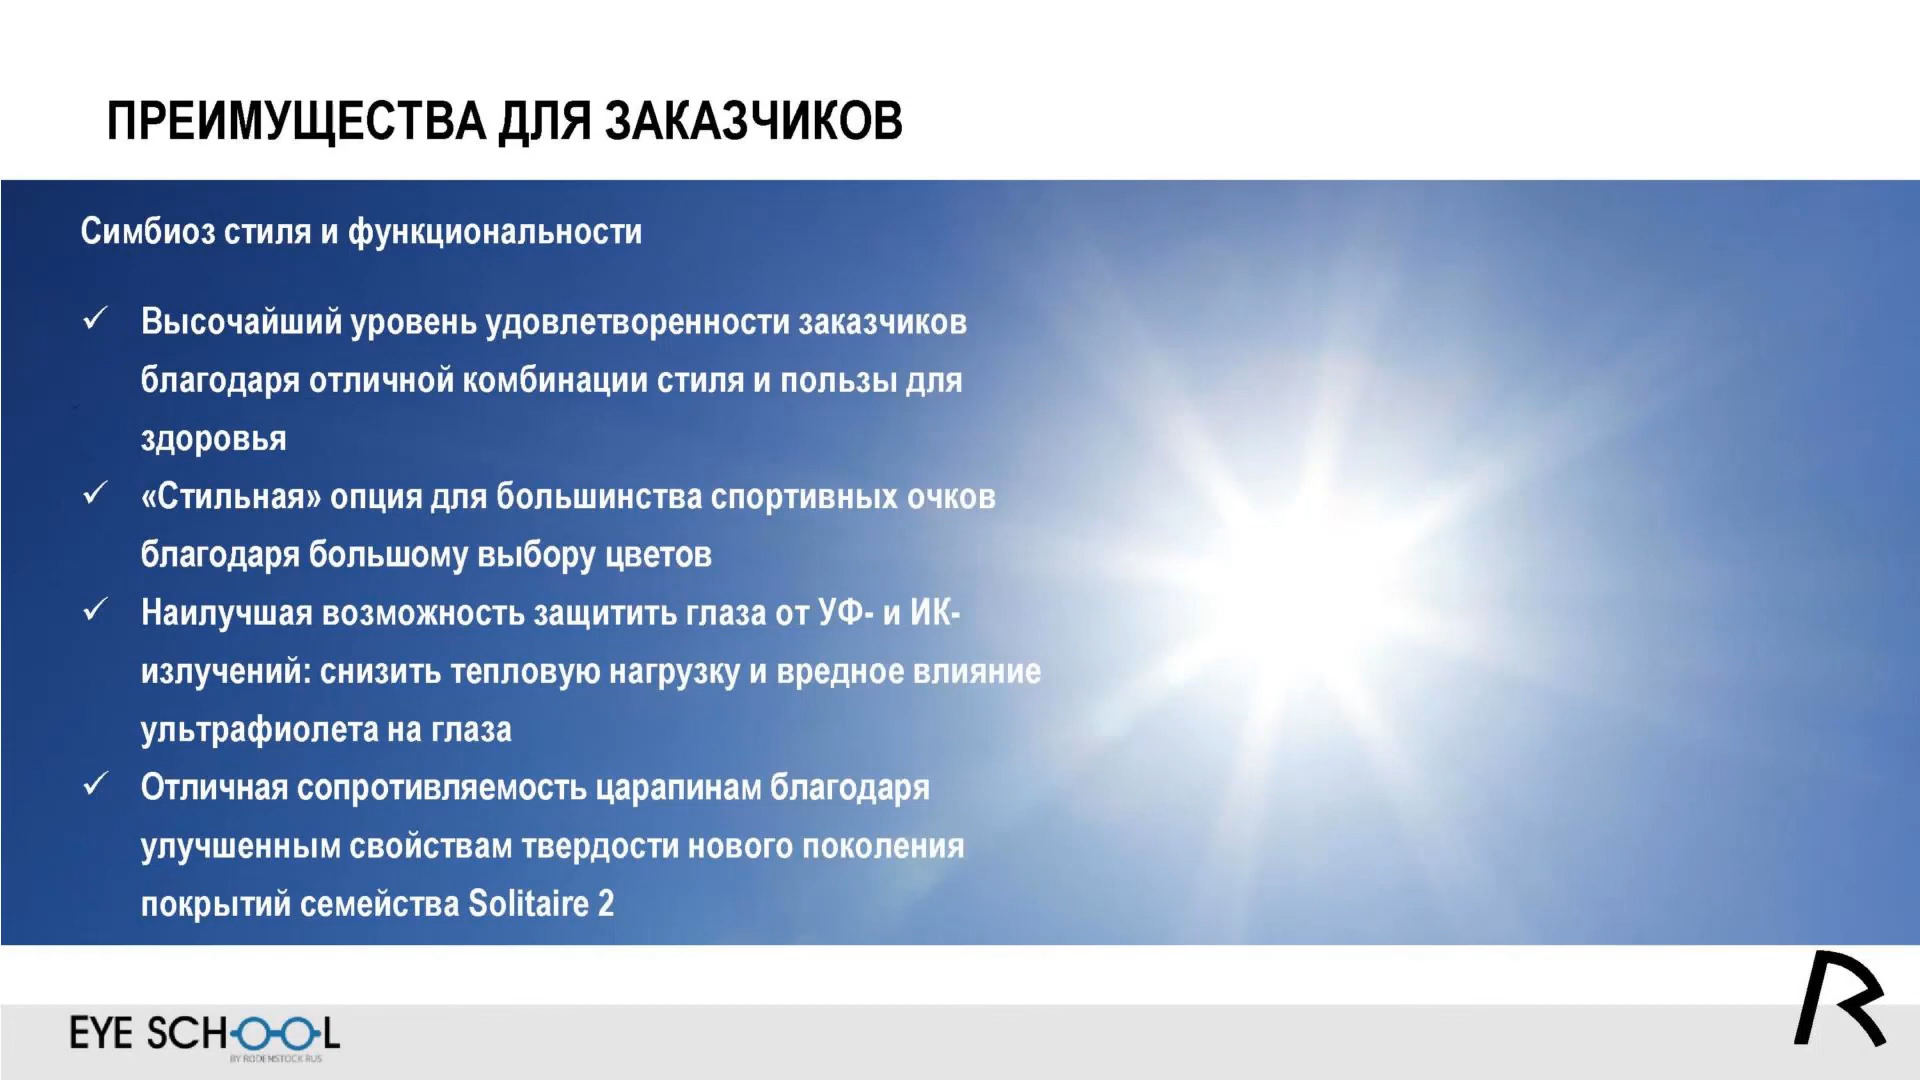 ПРЕИМУЩЕСТВА ДЛЯ ЗАКАЗЧИКОВ
Симбиоз стиля и функциональности
✓ Высочайший уровень удовлетворенности заказчиков
благодаря отличной комбинации стиля и пользы для
здоровья
✓ «Стильная» опция для большинства спортивных очков
благодаря большому выбору цветов
✓ Наилучшая возможность защитить глаза от УФ- и ИК-
излучений: снизить тепловую нагрузку и вредное влияние
ультрафиолета на глаза
✓ Отличная сопротивляемость царапинам благодаря
улучшенным свойствам твердости нового поколения
покрытий семейства Solitaire 2
EYE SCHOOL
BY RODENSTOCK RUS
R